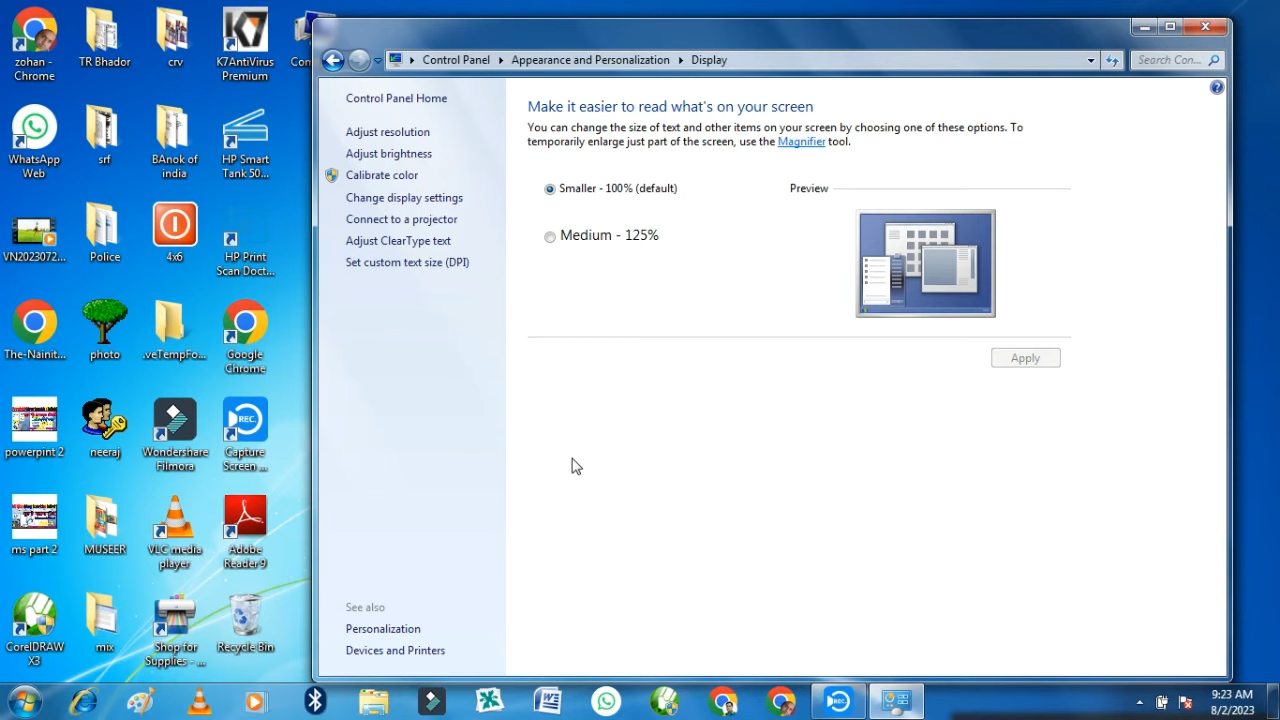 zohan -
Chrome
TR Bhador
crv
K7AntiVirus
Premium
WhatsApp
Web
srf
BAnok of
india
HP Smart
Tank 50...
VN2023072...
Police
4x6
HP Print
Scan Doct...
The-Nainit...
photo
.veTempFo...
Google
Chrome
powerpint 2
neeraj
Wondershare
Filmora
REC.
Capture
Screen ...
ms part 2
MUSEER
VLC media
player
Adobe
Reader 9
CorelDRAW
X3
mix
Shop for
Supplies - ...
Recycle Bin
Control Panel
Appearance and Personalization
Display
Search Con...
Control Panel Home
Adjust resolution
Adjust brightness
Calibrate color
Change display settings
Connect to a projector
Adjust ClearType text
Set custom text size (DPI)
See also
Personalization
Devices and Printers
Make it easier to read what's on your screen
You can change the size of text and other items on your screen by choosing one of these options. To
temporarily enlarge just part of the screen, use the Magnifier tool.
Smaller - 100% (default)
Preview
Medium - 125%
Apply
REC.
9:23 AM
8/2/2023